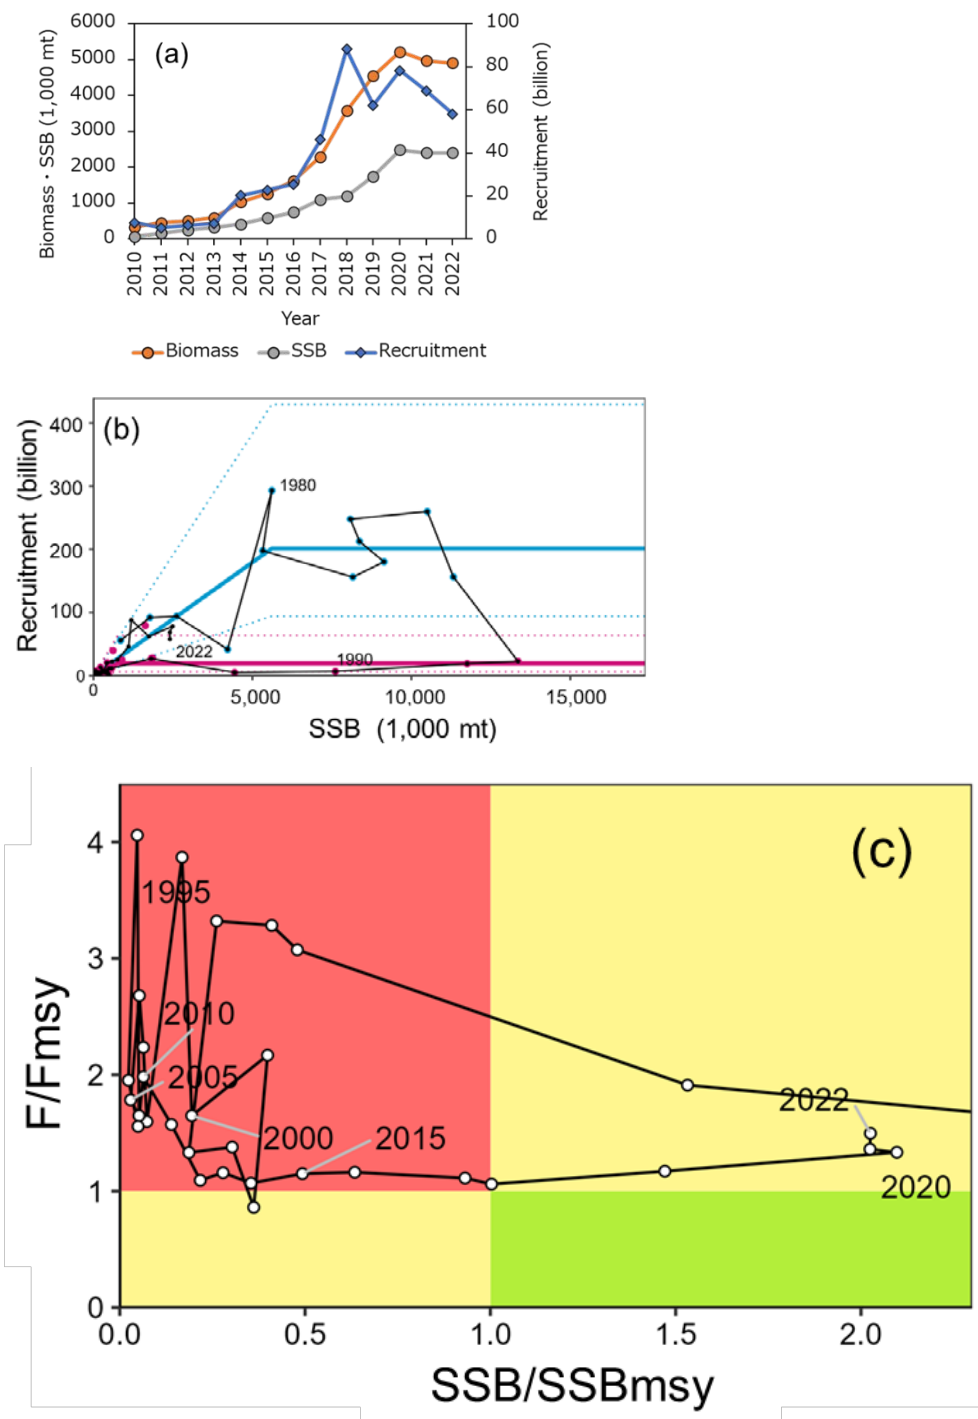 (a)
Biomass・SSB (1,000 mt)
6000
5000
4000
3000
2000
1000
0
100
80
60
40
20
0
Recruitment (billion)
2010 2011 2012 2013 2014 2015 2016 2017 2018 2019 2020 2021 2022
Year
Biomass SSB Recruitment
(b)
Recruitment (billion)
400
300
200
100
0
1980
2022
1990
0 5,000 10,000 15,000
SSB (1,000 mt)
(c)
F/Fmsy
4
3
2
1
0
1995
2010
2005
2000
2015
2022
2020
0.0 0.5 1.0 1.5 2.0
SSB/SSBmsy